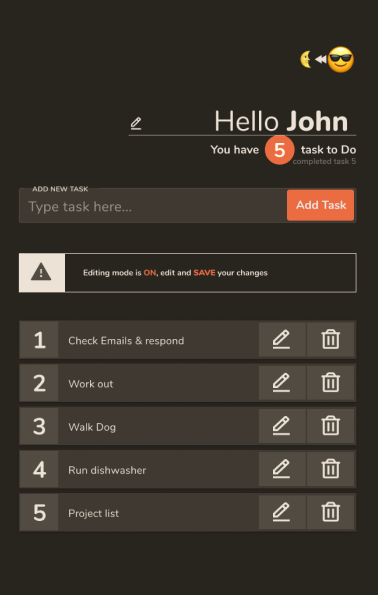 Hello John
You have 5 task to Do
completed task 5
ADD NEW TASK
Type task here...
Add Task
Editing mode is ON, edit and SAVE your changes
1 Check Emails & respond
2 Work out
3 Walk Dog
4 Run dishwasher
5 Project list